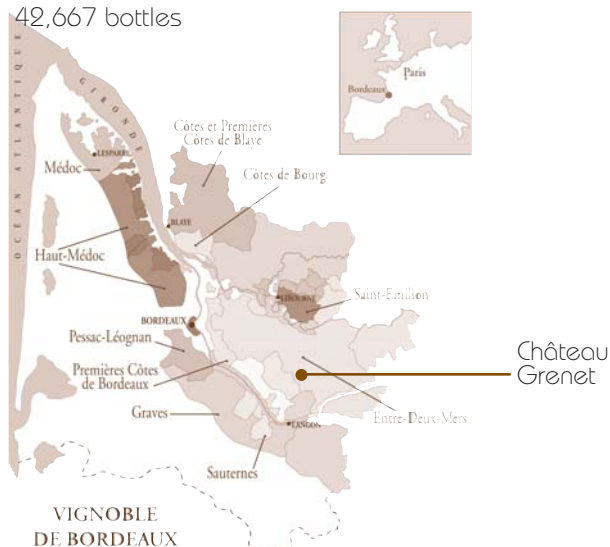 42,667 bottles
OCÉAN ATLANTIQUE
GIRONDE
Paris
Bordeaux
Côtes et Premières
Côtes de Blaye
LESPARRE
Médoc
Côtes de Bourg
BLAYE
Haut-Médoc
Saint-Emilion
LIBOURNE
BORDEAUX
Pessac-Léognan
Château
Grenet
Premières Côtes
de Bordeaux
Graves
Entre-Deux-Mers
LANGON
Sauternes
VIGNOBLE
DE BORDEAUX